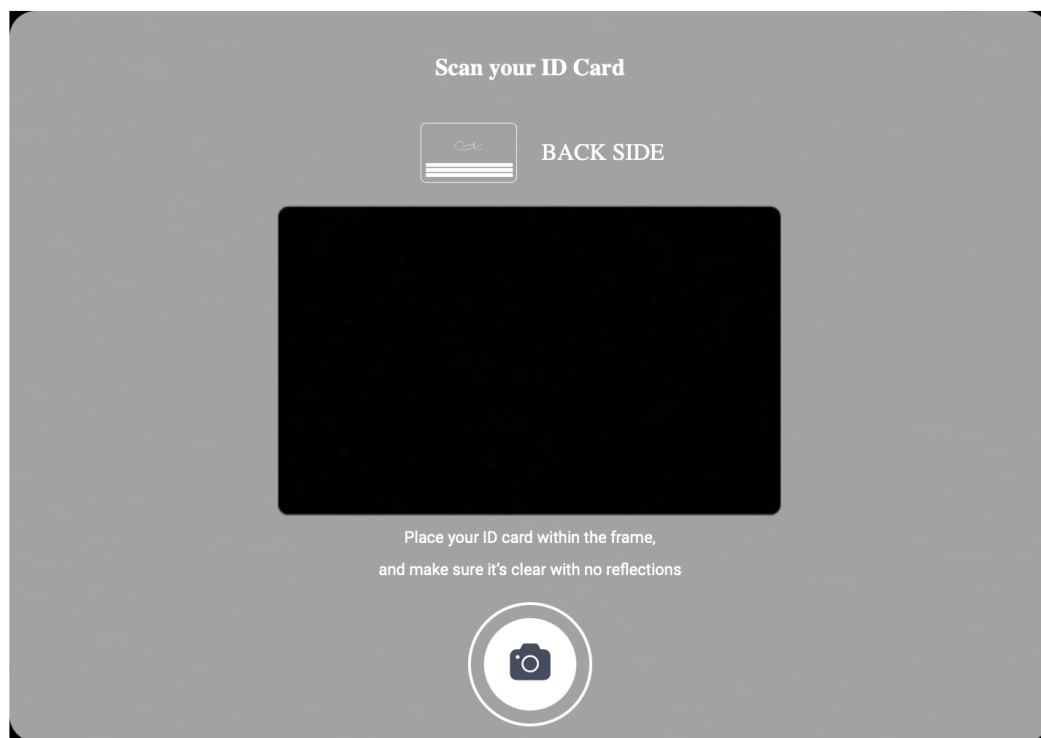 Scan your ID Card
BACK SIDE
Place your ID card within the frame,
and make sure it’s clear with no reflections